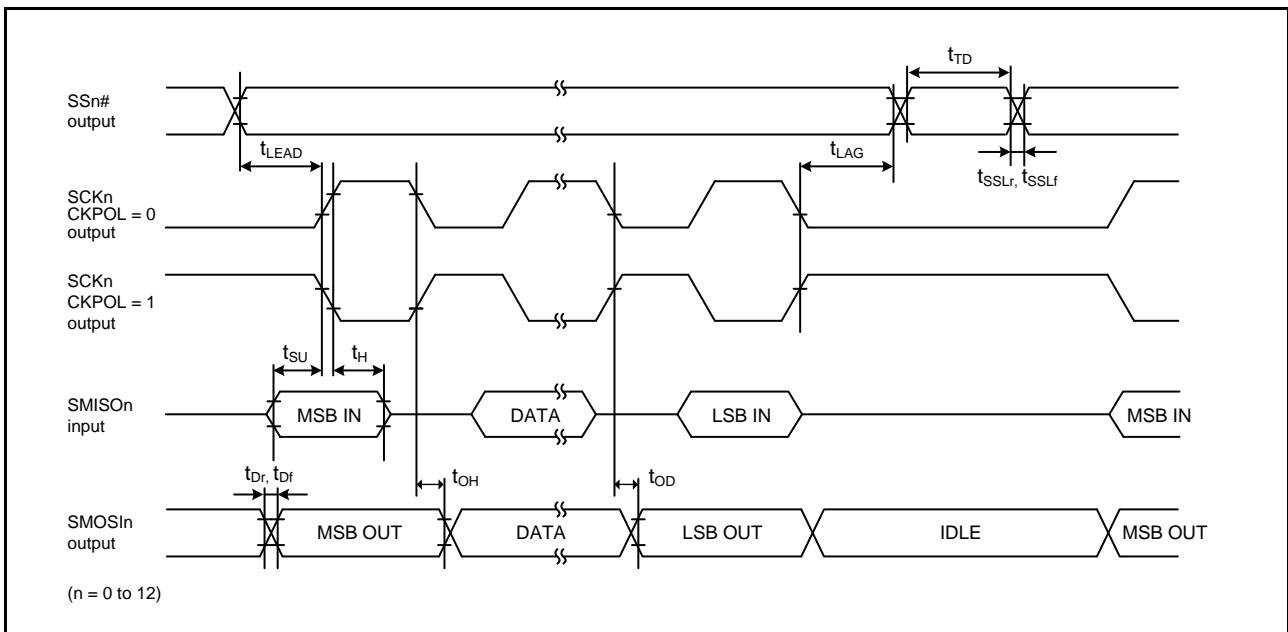 tTD
SSn#
output
tLEAD
tLAG
tSSLr, tSSLf
SCKn
CKPOL = 0
output
SCKn
CKPOL = 1
output
tSU
tH
SMISOn
input
MSB IN
DATA
LSB IN
MSB IN
tDr, tDf
tOH
tOD
SMOSIn
output
MSB OUT
DATA
LSB OUT
IDLE
MSB OUT
(n = 0 to 12)